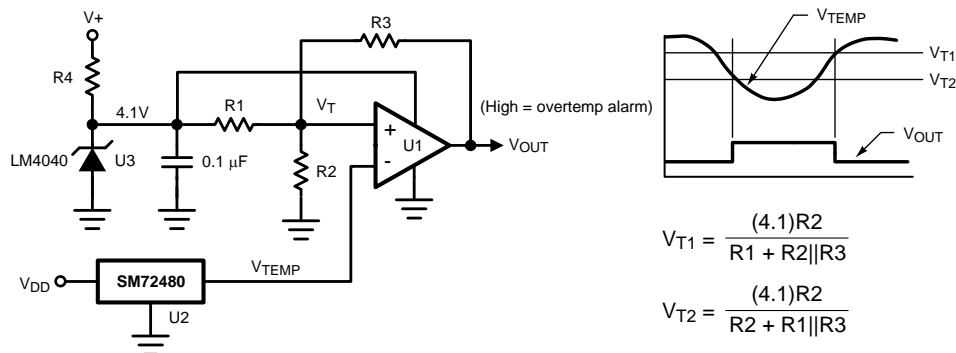 V+
R3
R4
4.1V
R1
V_T
LM4040
U3
0.1 µF
R2
+
-
U1
(High = overtemp alarm)
V_OUT
V_DD
SM72480
U2
V_TEMP
V_TEMP
V_T1
V_T2
V_OUT
V_T1 = (4.1)R2 / R1 + R2||R3
V_T2 = (4.1)R2 / R2 + R1||R3